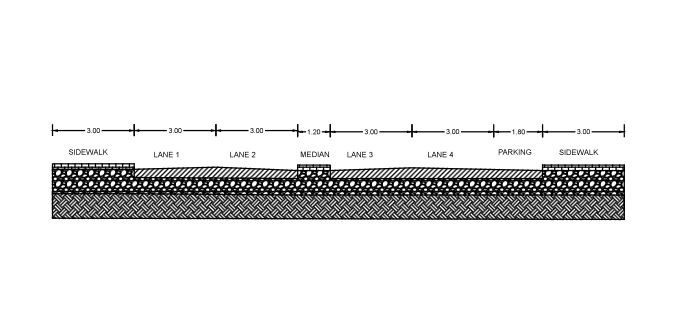 3.00 3.00 3.00 1.20 3.00 3.00 1.80 3.00
SIDEWALK LANE 1 LANE 2 MEDIAN LANE 3 LANE 4 PARKING SIDEWALK